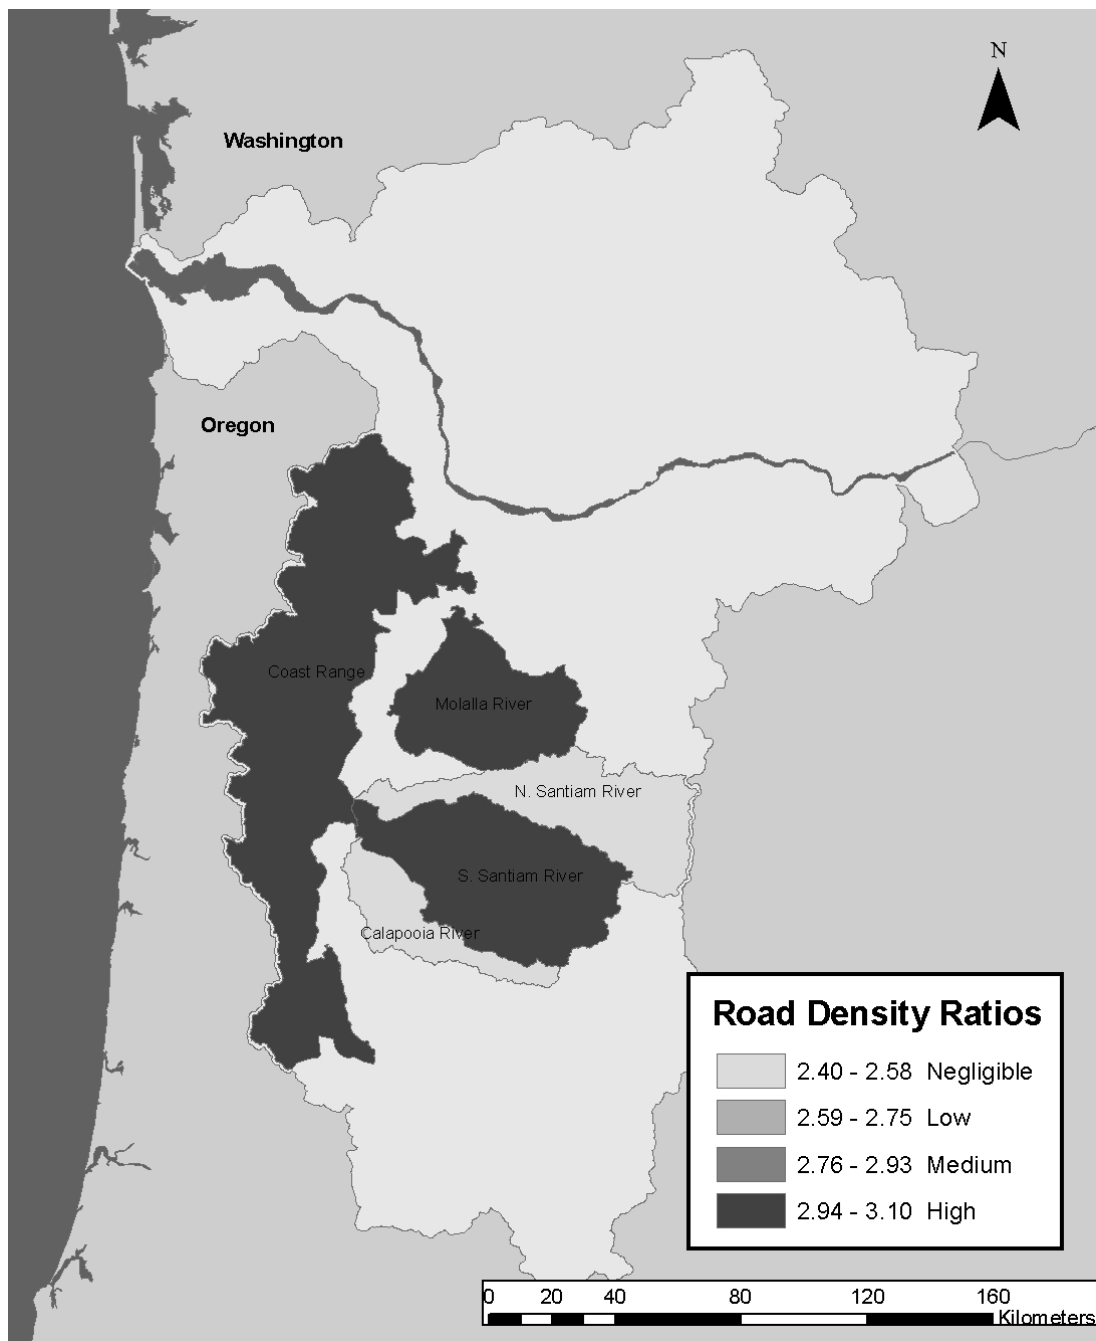 N
Washington
Oregon
Coast Range
Molalla River
N. Santiam River
S. Santiam River
Calapooia River
Road Density Ratios
2.40 - 2.58 Negligible
2.59 - 2.75 Low
2.76 - 2.93 Medium
2.94 - 3.10 High
0 20 40 80 120 160
Kilometers